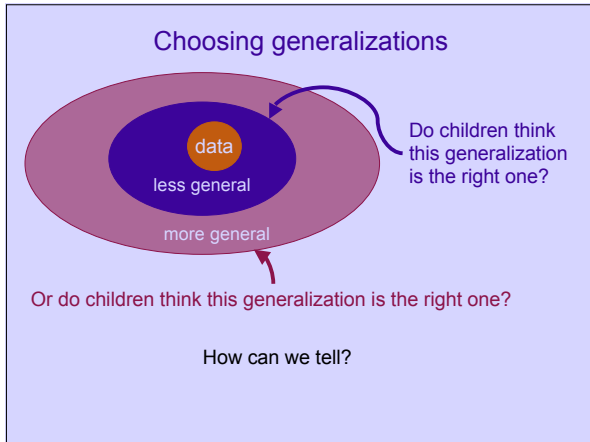 Choosing generalizations
data
less general
more general
Do children think
this generalization
is the right one?
Or do children think this generalization is the right one?
How can we tell?